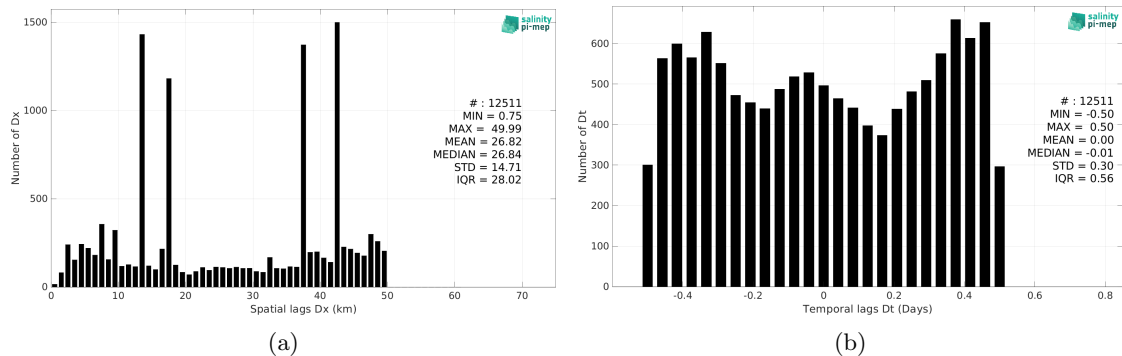 1500
1000
500
0
0
10
20
30
40
50
60
70
Number of Dx
Spatial lags Dx (km)
salinity
pi-mep
# : 12511
MIN = 0.75
MAX = 49.99
MEAN = 26.82
MEDIAN = 26.84
STD = 14.71
IQR = 28.02
(a)
600
500
400
300
200
100
0
-0.4
-0.2
0
0.2
0.4
0.6
0.8
Number of Dt
Temporal lags Dt (Days)
salinity
pi-mep
# : 12511
MIN = -0.50
MAX = 0.50
MEAN = 0.00
MEDIAN = -0.01
STD = 0.30
IQR = 0.56
(b)